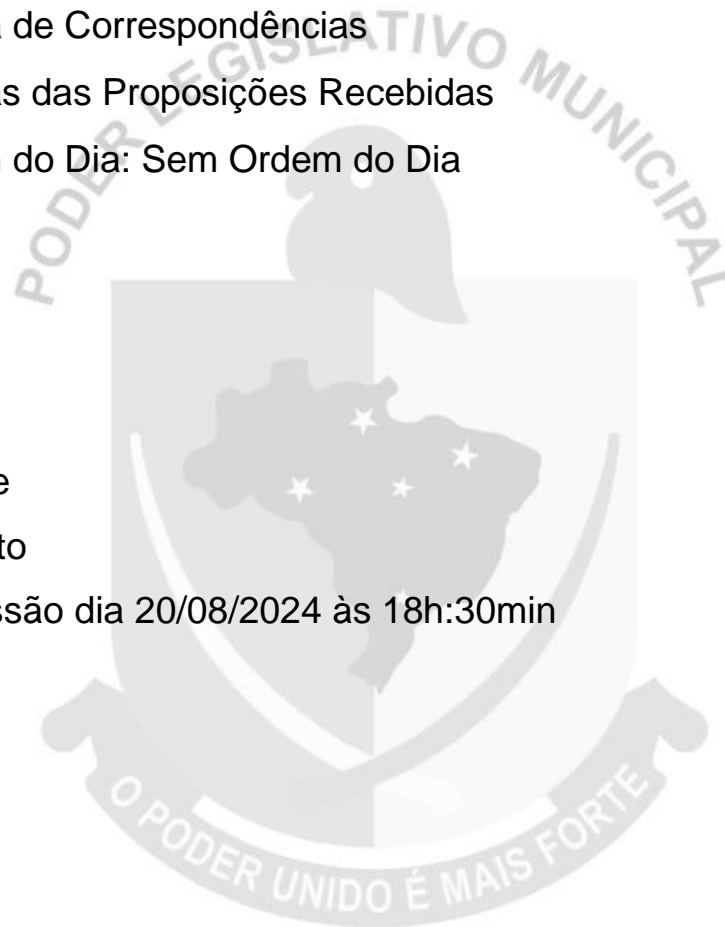 a de Correspondências
as das Proposições Recebidas
do Dia: Sem Ordem do Dia
e
to
ssão dia 20/08/2024 às 18h:30min
PODER LEGISLATIVO MUNICIPAL
O PODER UNIDO É MAIS FORTE